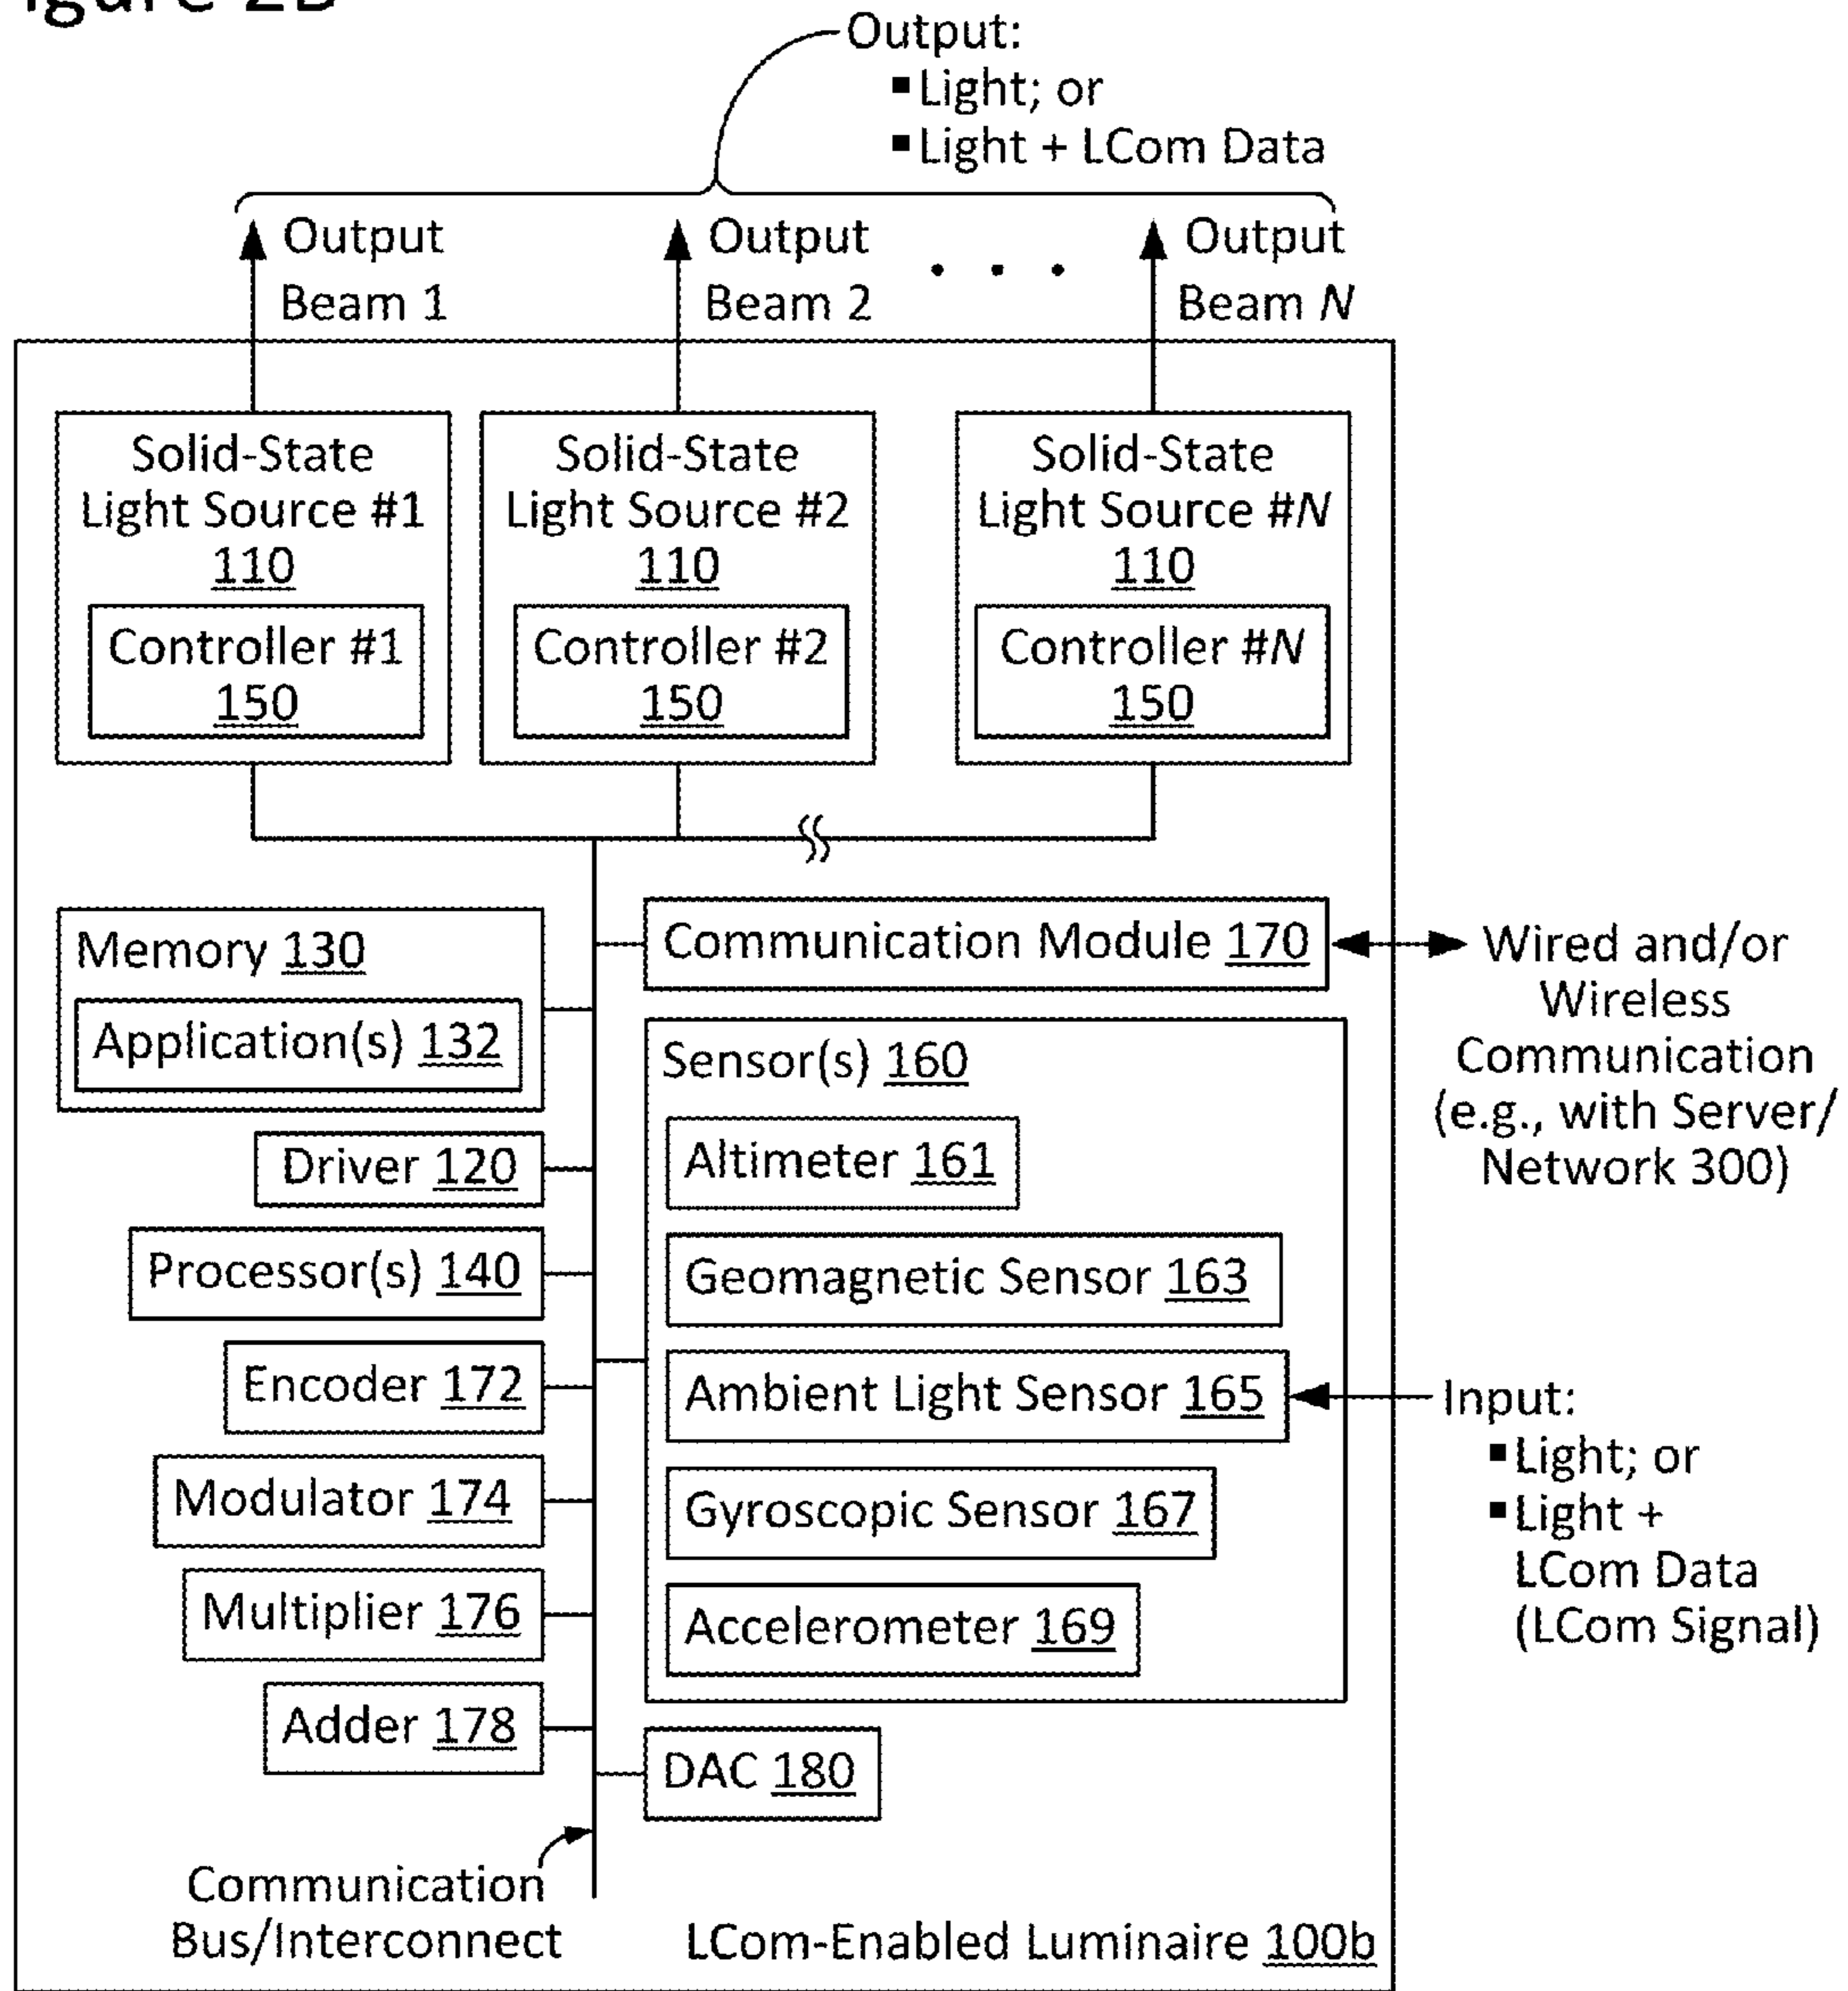 Output:
▪Light; or
▪Light + LCom Data
Output
Beam 1
Output
Beam 2
. . .
Output
Beam N
Solid-State
Light Source #1
110
Controller #1
150
Solid-State
Light Source #2
110
Controller #2
150
Solid-State
Light Source #N
110
Controller #N
150
Memory 130
Application(s) 132
Driver 120
Processor(s) 140
Encoder 172
Modulator 174
Multiplier 176
Adder 178
Communication Module 170
Wired and/or
Wireless
Communication
(e.g., with Server/
Network 300)
Sensor(s) 160
Altimeter 161
Geomagnetic Sensor 163
Ambient Light Sensor 165
Gyroscopic Sensor 167
Accelerometer 169
Input:
▪Light; or
▪Light +
LCom Data
(LCom Signal)
DAC 180
Communication
Bus/Interconnect
LCom-Enabled Luminaire 100b